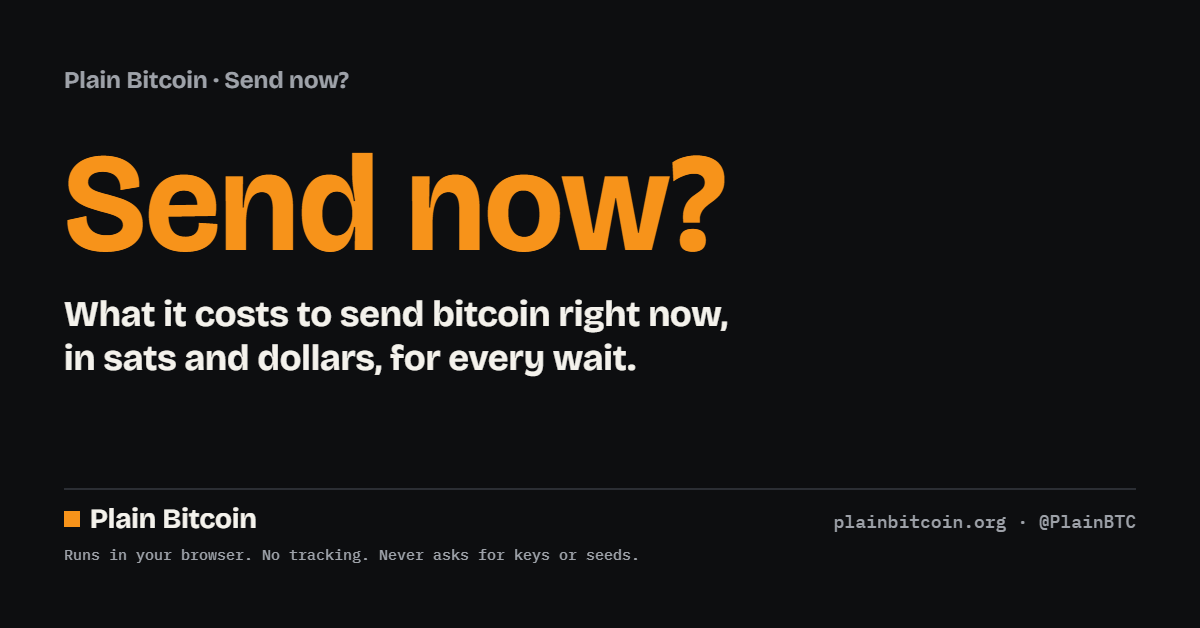 Plain Bitcoin · Send now?
Send now?
What it costs to send bitcoin right now,
in sats and dollars, for every wait.
Plain Bitcoin
plainbitcoin.org · @PlainBTC
Runs in your browser. No tracking. Never asks for keys or seeds.